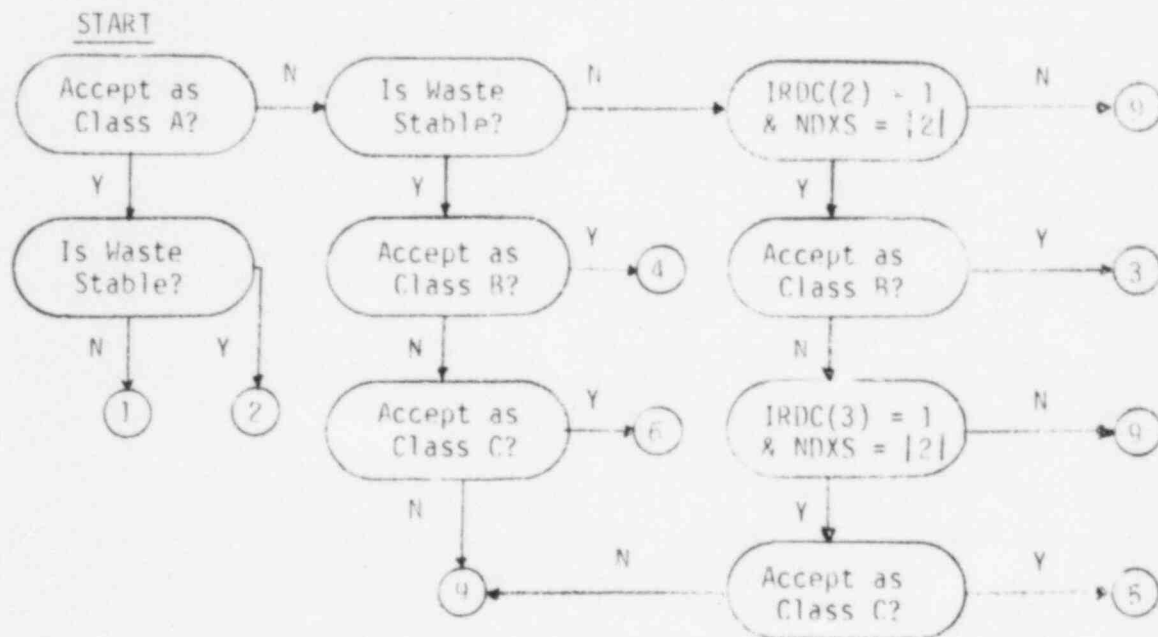 START
Accept as
Class A?
N
Is Waste
Stable?
N
IRDC(2) - 1
& NDXS = |2|
N
9
Y
Y
Y
Is Waste
Stable?
Accept as
Class B?
Y
4
Accept as
Class B?
Y
3
N
Y
N
N
1
2
Accept as
Class C?
Y
6
IRDC(3) = 1
& NDXS = |2|
N
9
N
Y
9
N
Accept as
Class C?
Y
5